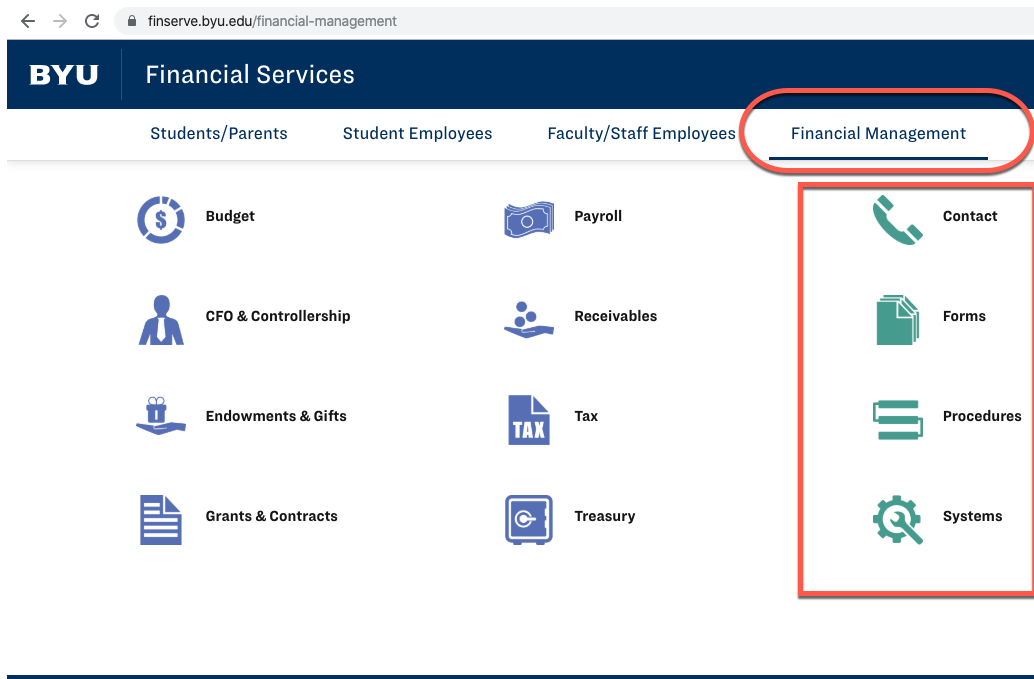 finserve.byu.edu/financial-management
BYU Financial Services
Students/Parents Student Employees Faculty/Staff Employees Financial Management
$ Budget Payroll Contact
CFO & Controllership Receivables Forms
Endowments & Gifts TAX Tax Procedures
Grants & Contracts Treasury Systems